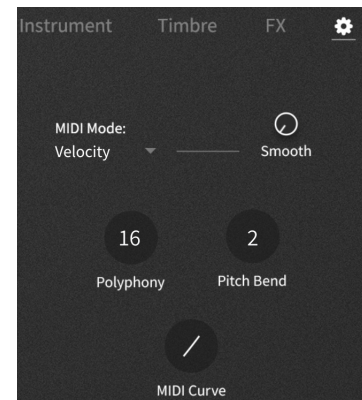 Instrument Timbre FX
MIDI Mode:
Velocity
Smooth
16 2
Polyphony Pitch Bend
MIDI Curve